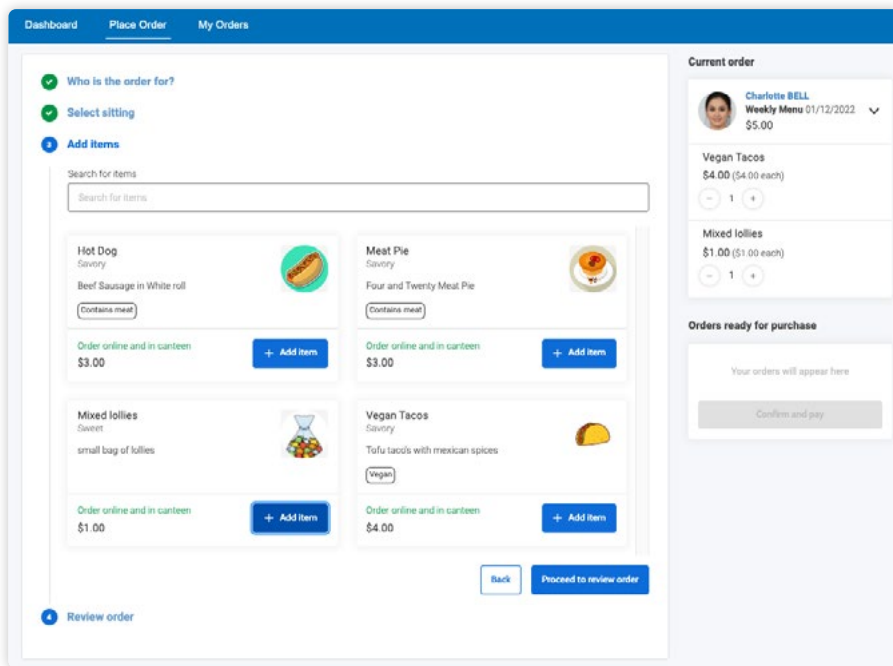 Dashboard Place Order My Orders
Who is the order for?
Select sitting
3 Add items
Search for items
Search for items
Hot Dog
Savory
Beef Sausage in White roll
Contains meat
Order online and in canteen
$3.00
+ Add item
Meat Pie
Savory
Four and Twenty Meat Pie
Contains meat
Order online and in canteen
$3.00
+ Add item
Mixed lollies
Sweet
small bag of lollies
Order online and in canteen
$1.00
+ Add item
Vegan Tacos
Savory
Tofu taco's with mexican spices
Vegan
Order online and in canteen
$4.00
+ Add item
Back Proceed to review order
4 Review order
Current order
Charlotte BELL
Weekly Menu 01/12/2022
$5.00
Vegan Tacos
$4.00 ($4.00 each)
− 1 +
Mixed lollies
$1.00 ($1.00 each)
− 1 +
Orders ready for purchase
Your orders will appear here
Confirm and pay